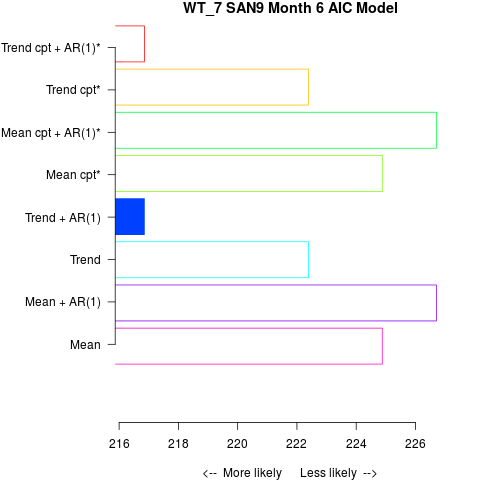 WT_7 SAN9 Month 6 AIC Model
Trend cpt + AR(1)*
Trend cpt*
Mean cpt + AR(1)*
Mean cpt*
Trend + AR(1)
Trend
Mean + AR(1)
Mean
216 218 220 222 224 226
<-- More likely Less likely -->